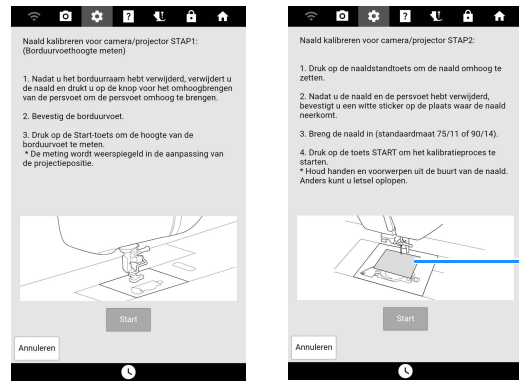 Naald kalibreren voor camera/projector STAP1:
(Borduurvoethoogte meten)
1. Nadat u het borduurraam hebt verwijderd, verwijdert u
de naald en drukt u op de knop voor het omhoogbrengen
van de persvoet om de persvoet omhoog te brengen.
2. Bevestig de borduurvoet.
3. Druk op de Start-toets om de hoogte van de
borduurvoet te meten.
* De meting wordt weerspiegeld in de aanpassing van
de projectiepositie.
Start
Annuleren
Naald kalibreren voor camera/projector STAP2:
1. Druk op de naaldstandtoets om de naald omhoog te
zetten.
2. Nadat u de naald en de persvoet hebt verwijderd,
bevestigt u een witte sticker op de plaats waar de naald
neerkomt.
3. Breng de naald in (standaardmaat 75/11 of 90/14).
4. Druk op de toets START om het kalibratieproces te
starten.
* Houd handen en voorwerpen uit de buurt van de naald.
Anders kunt u letsel oplopen.
Start
Annuleren